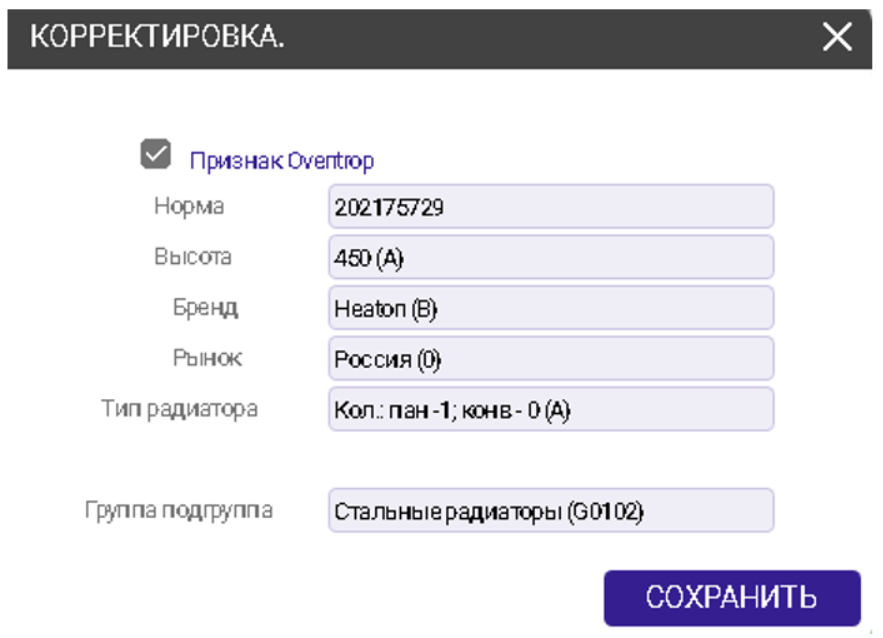 КОРРЕКТИРОВКА.
Признак Oventrop
Норма 202175729
Высота 450 (A)
Бренд Heaton (B)
Рынок Россия (0)
Тип радиатора Кол.: пан -1; конв - 0 (A)
Группа подгруппа Стальные радиаторы (G0102)
СОХРАНИТЬ